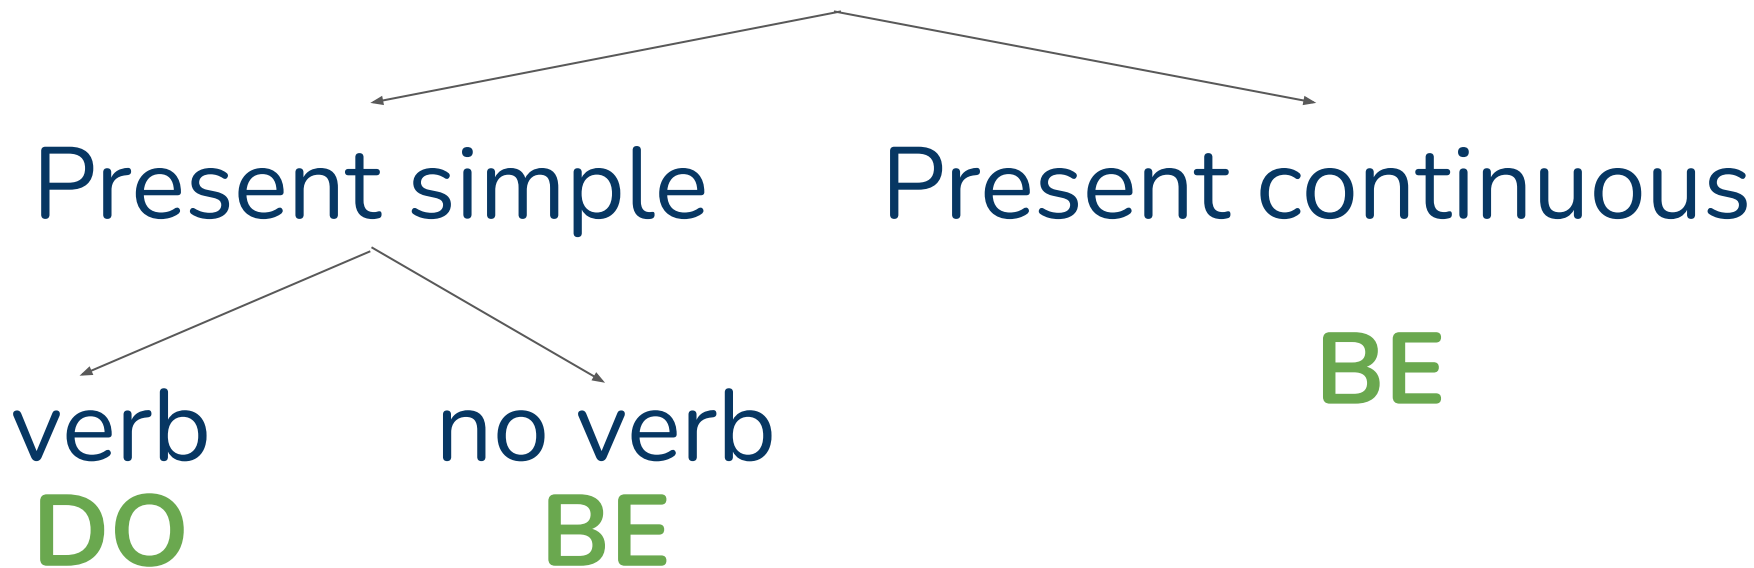 Present simple
Present continuous
BE
verb
no verb
DO
BE